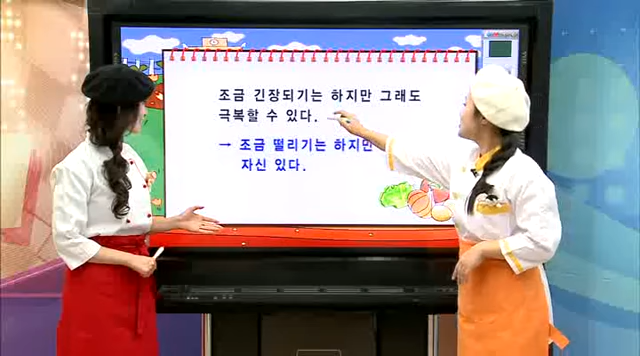 조금 긴장되기는 하지만 그래도
극복할 수 있다.
→ 조금 떨리기는 하지만
자신 있다.